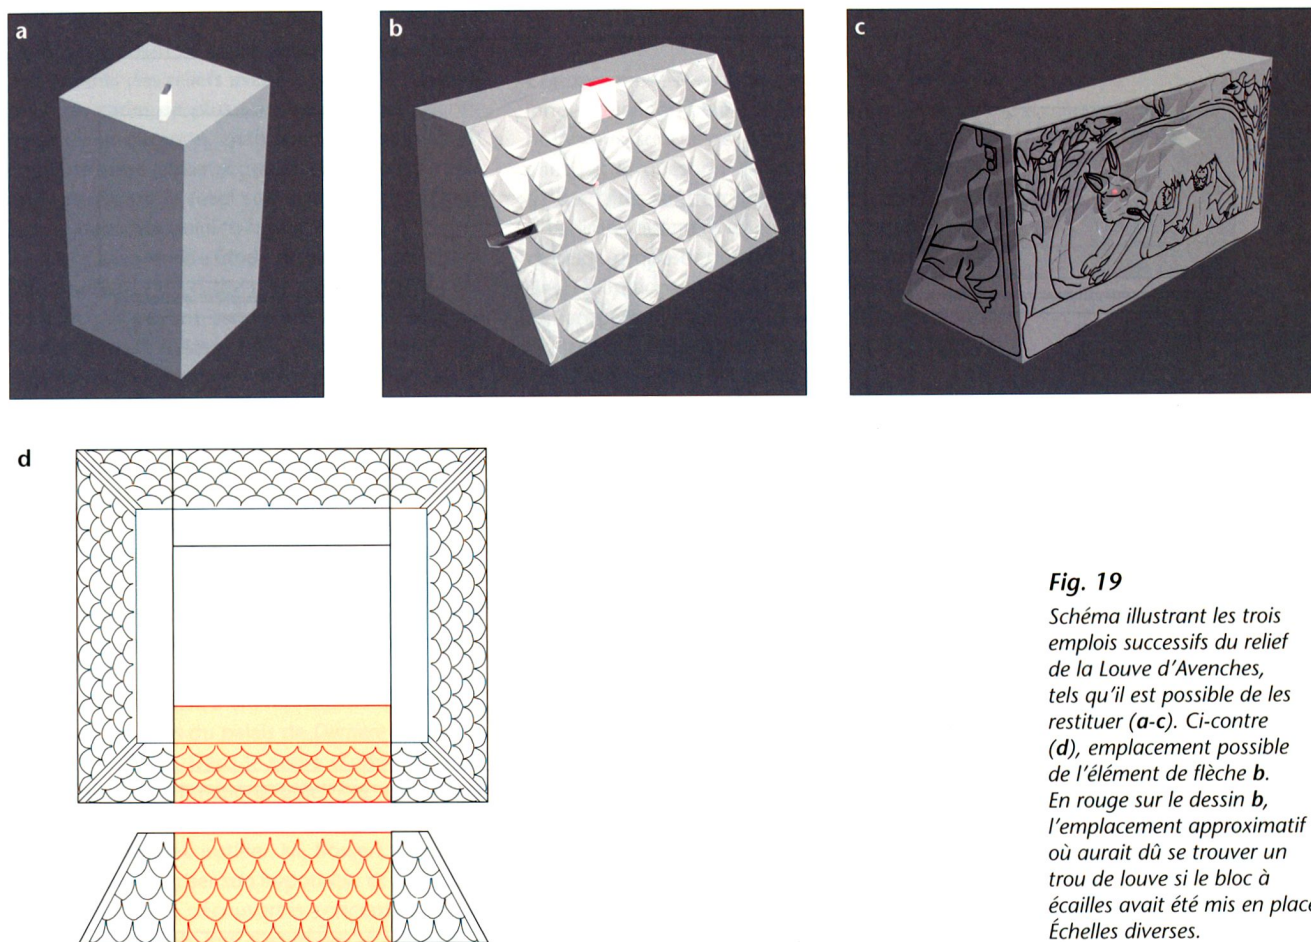 a
b
c
d
Fig. 19
Schéma illustrant les trois
emplois successifs du relief
de la Louve d'Avenches,
tels qu'il est possible de les
restituer (a-c). Ci-contre
(d), emplacement possible
de l'élément de flèche b.
En rouge sur le dessin b,
l'emplacement approximatif
où aurait dû se trouver un
trou de louve si le bloc à
écailles avait été mis en place
Échelles diverses.